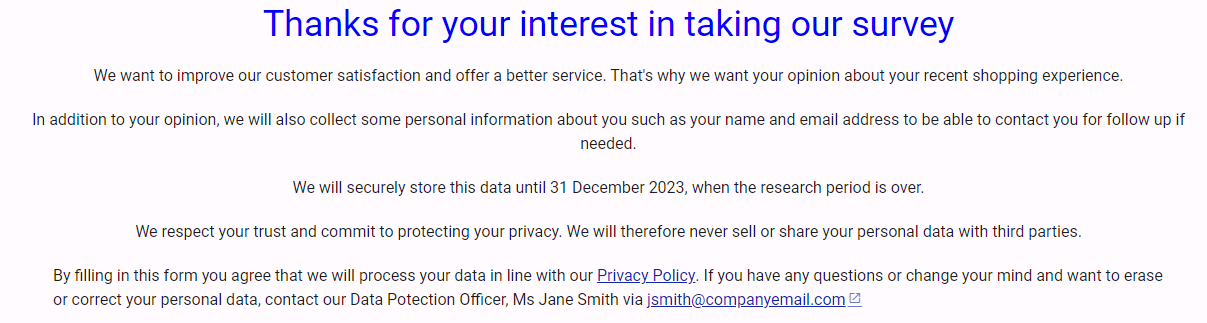 Thanks for your interest in taking our survey
We want to improve our customer satisfaction and offer a better service. That's why we want your opinion about your recent shopping experience.
In addition to your opinion, we will also collect some personal information about you such as your name and email address to be able to contact you for follow up if
needed.
We will securely store this data until 31 December 2023, when the research period is over.
We respect your trust and commit to protecting your privacy. We will therefore never sell or share your personal data with third parties.
By filling in this form you agree that we will process your data in line with our Privacy Policy. If you have any questions or change your mind and want to erase
or correct your personal data, contact our Data Potection Officer, Ms Jane Smith via jsmith@companyemail.com